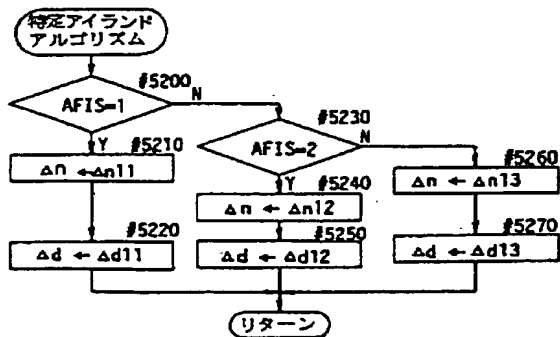 特定アイランド
アルゴリズム
#5200
AFIS=1
N
Y
#5210
Δn ← Δn11
#5220
Δd ← Δd11
#5230
AFIS=2
N
Y
#5240
Δn ← Δn12
#5250
Δd ← Δd12
#5260
Δn ← Δn13
#5270
Δd ← Δd13
リターン